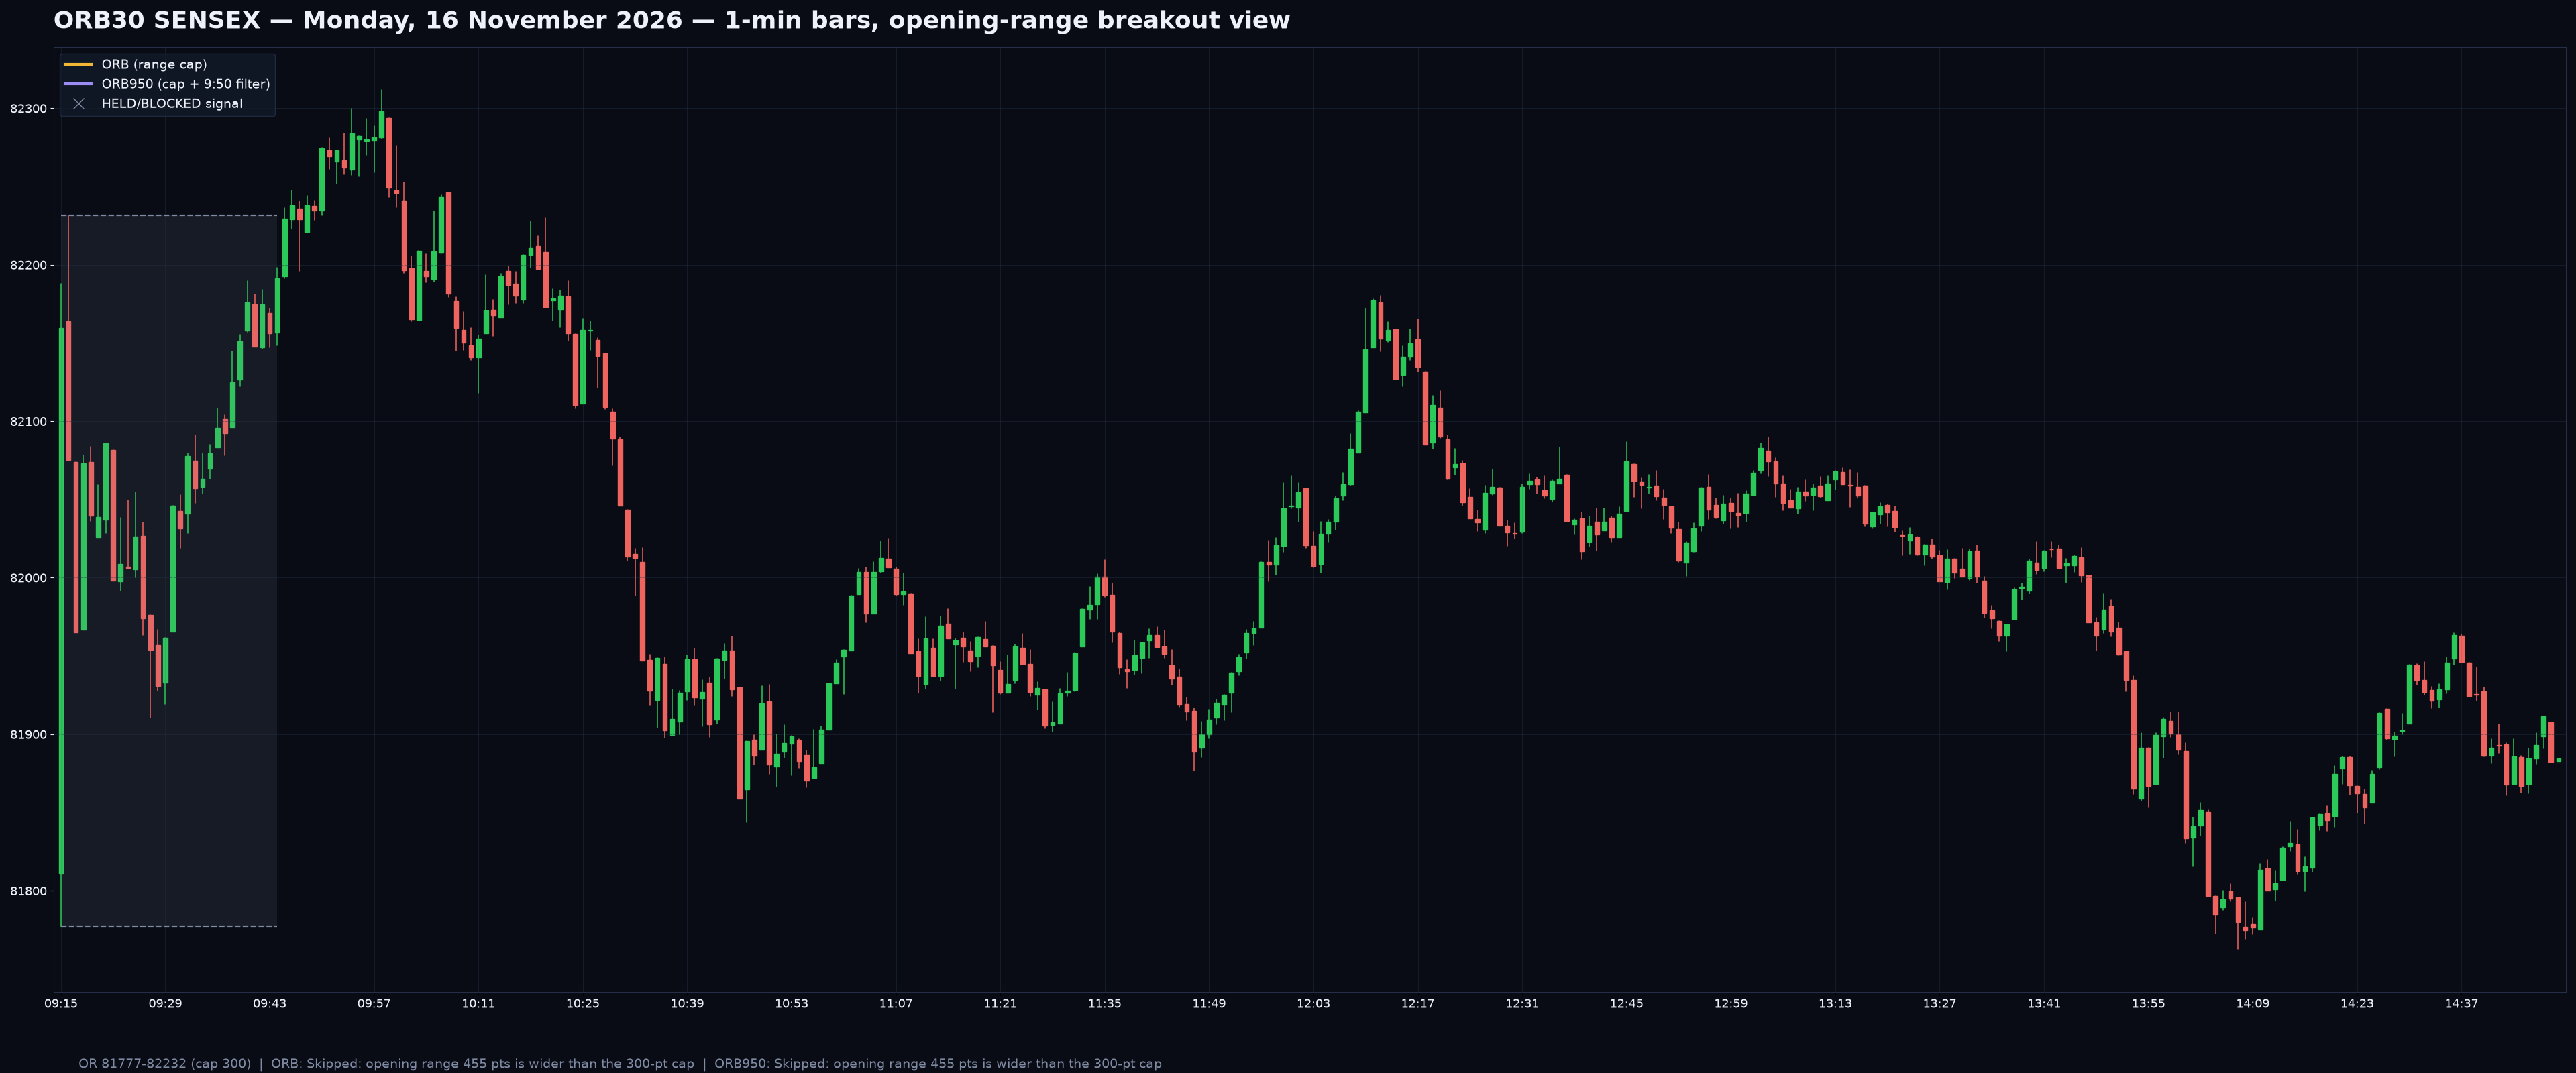 ORB30 SENSEX — Monday, 16 November 2026 — 1-min bars, opening-range breakout view
ORB (range cap)
ORB950 (cap + 9:50 filter)
HELD/BLOCKED signal
82300
82200
82100
82000
81900
81800
09:15 09:29 09:43 09:57 10:11 10:25 10:39 10:53 11:07 11:21 11:35 11:49 12:03 12:17 12:31 12:45 12:59 13:13 13:27 13:41 13:55 14:09 14:23 14:37
OR 81777-82232 (cap 300) | ORB: Skipped: opening range 455 pts is wider than the 300-pt cap | ORB950: Skipped: opening range 455 pts is wider than the 300-pt cap